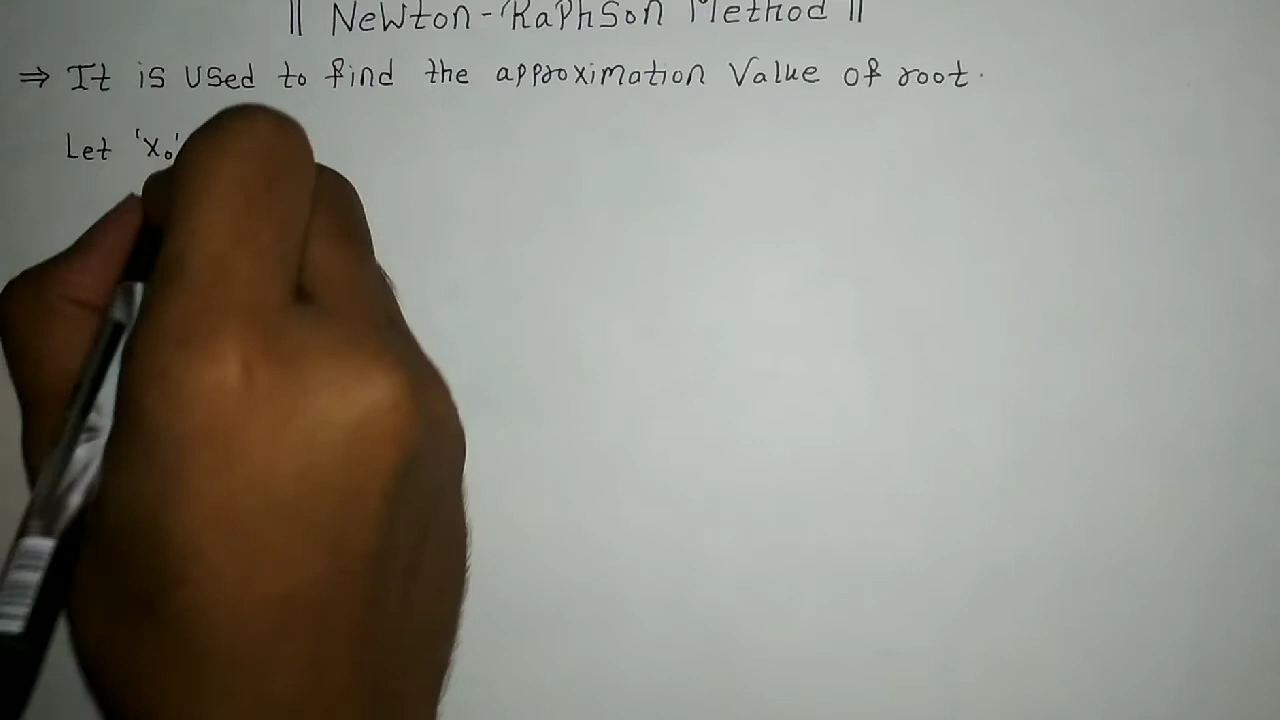 || Newton-Raphson Method ||
⇒ It is used to find the approximation Value of root.
Let 'x₀'